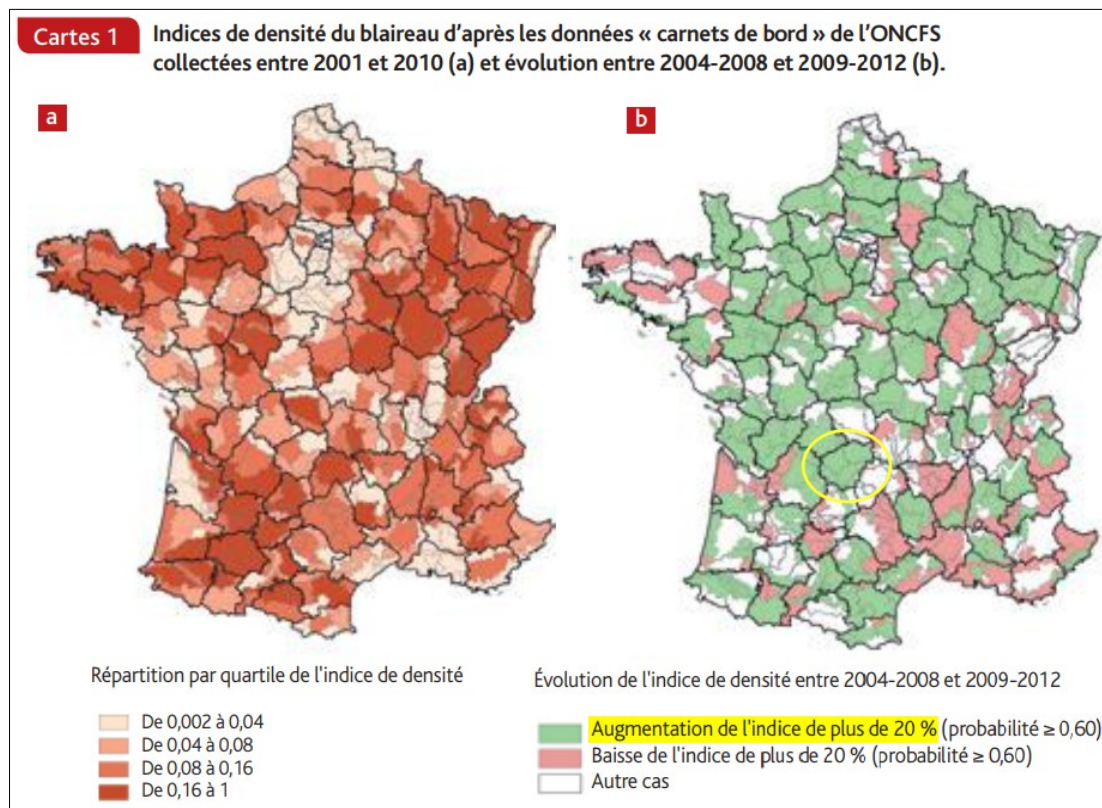 Cartes 1
Indices de densité du blaireau d'après les données « carnets de bord » de l'ONCFS
collectées entre 2001 et 2010 (a) et évolution entre 2004-2008 et 2009-2012 (b).
a
b
Répartition par quartile de l'indice de densité
De 0,002 à 0,04
De 0,04 à 0,08
De 0,08 à 0,16
De 0,16 à 1
Évolution de l'indice de densité entre 2004-2008 et 2009-2012
Augmentation de l'indice de plus de 20 % (probabilité ≥ 0,60)
Baisse de l'indice de plus de 20 % (probabilité ≥ 0,60)
Autre cas